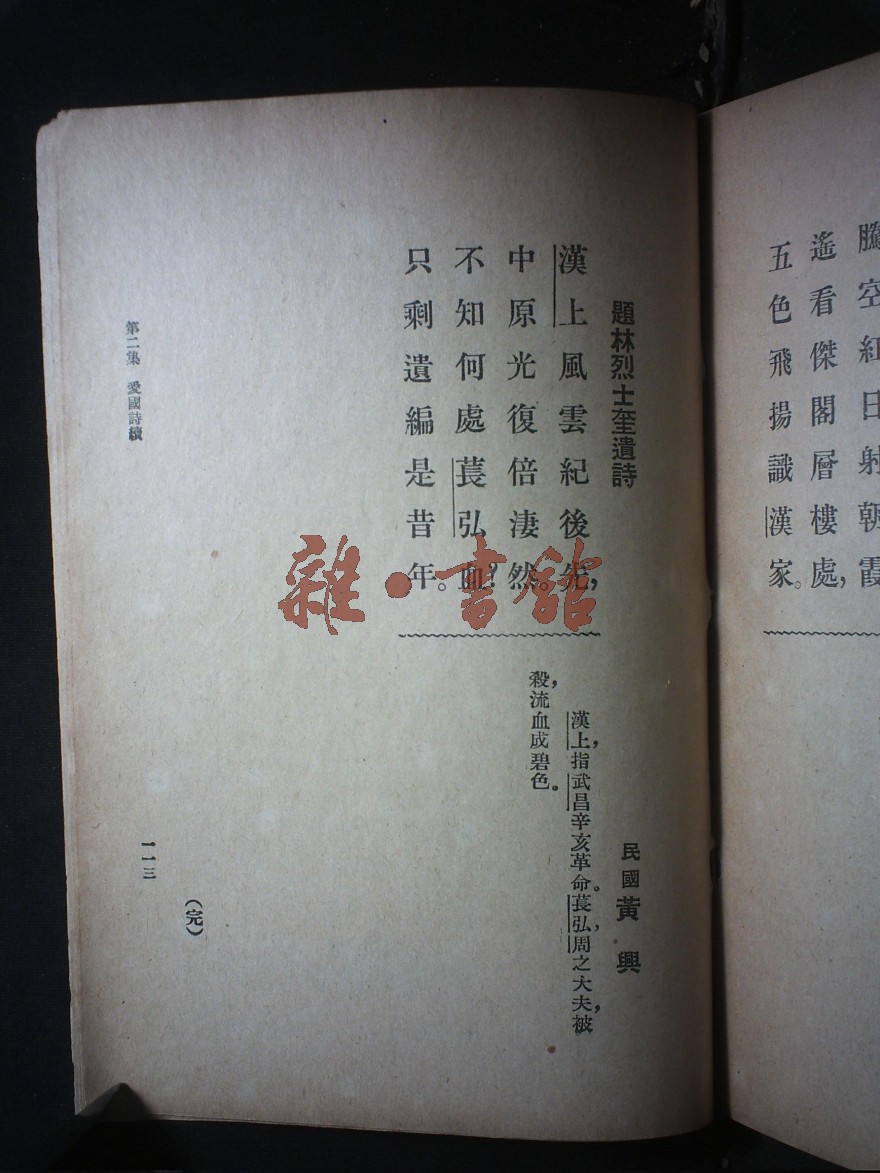 騰空紅日射朝霞
遙看傑閣層樓處，
五色飛揚識漢家。
題林烈士奎遺詩
民國黃興
漢上風雲紀後先，
中原光復倍淒然。
不知何處萇弘血？
只剩遺編是昔年。
漢上，指武昌辛亥革命。萇弘，周之大夫，被
殺，流血成碧色。
第二集 愛國詩續
一一三
（完）
雜·書館